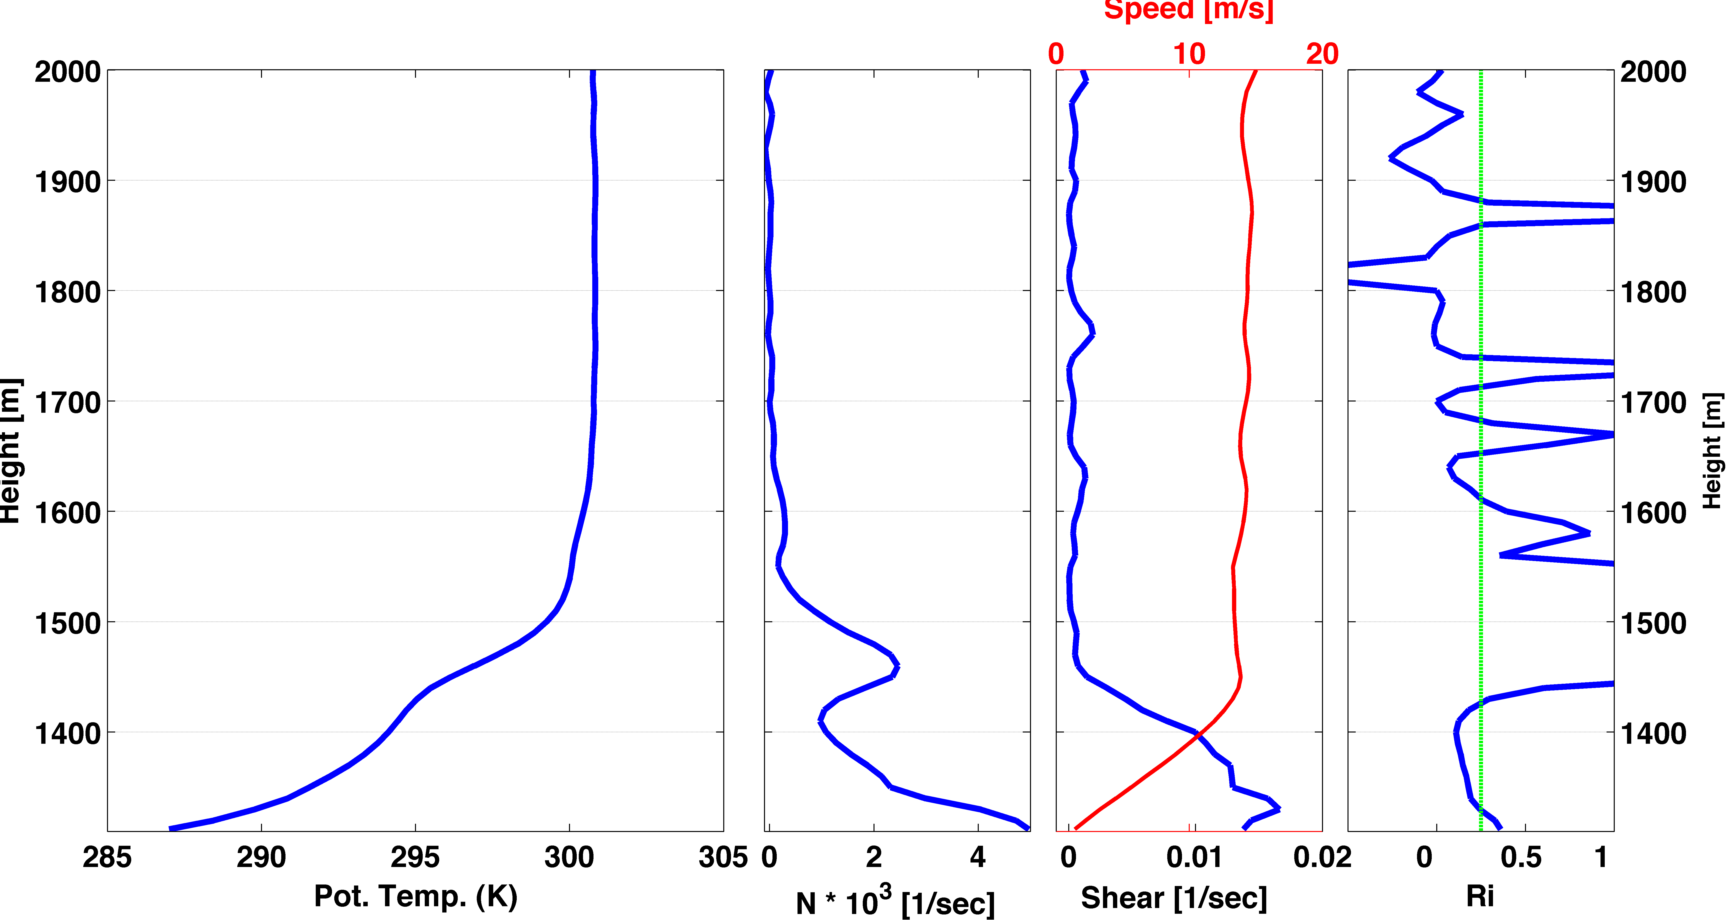 Speed [m/s]
0 10 20
2000 2000
1900 1900
1800 1800
1700 1700
1600 1600
1500 1500
1400 1400
Height [m]
Height [m]
285 290 295 300 305
0 2 4
0 0.01 0.02
0 0.5 1
Pot. Temp. (K)
N * 10³ [1/sec]
Shear [1/sec]
Ri